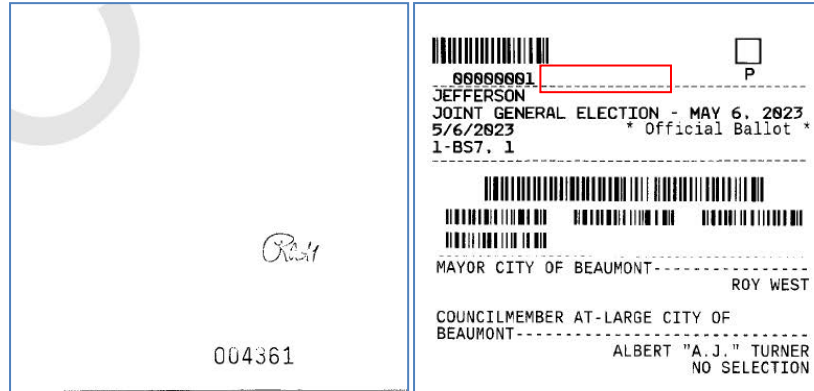 004361
00000001
P
JEFFERSON
JOINT GENERAL ELECTION - MAY 6, 2023
5/6/2023 * Official Ballot *
1-BS7. 1
MAYOR CITY OF BEAUMONT-----------------
ROY WEST
COUNCILMEMBER AT-LARGE CITY OF
BEAUMONT--------------------------------
ALBERT "A.J." TURNER
NO SELECTION